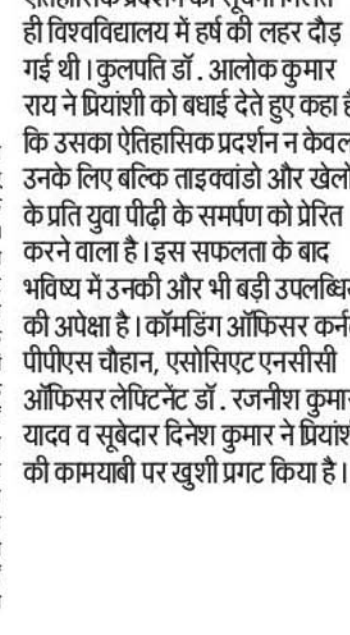 ही विश्वविद्यालय में हर्ष की लहर दौड़
गई थी। कुलपति डॉ. आलोक कुमार
राय ने प्रियांशी को बधाई देते हुए कहा
कि उसका ऐतिहासिक प्रदर्शन न केवल
उनके लिए बल्कि ताइक्वांडो और खेलो
के प्रति युवा पीढ़ी के समर्पण को प्रेरित
करने वाला है। इस सफलता के बाद
भविष्य में उनकी और भी बड़ी उपलब्धि
की अपेक्षा है। कॉमडिंग ऑफिसर कर्न
पीपीएस चौहान, एसोसिएट एनसीसी
ऑफिसर लेफ्टिनेंट डॉ. रजनीश कुमा
यादव व सूबेदार दिनेश कुमार ने प्रियांश
की कामयाबी पर खुशी प्रगट किया है।